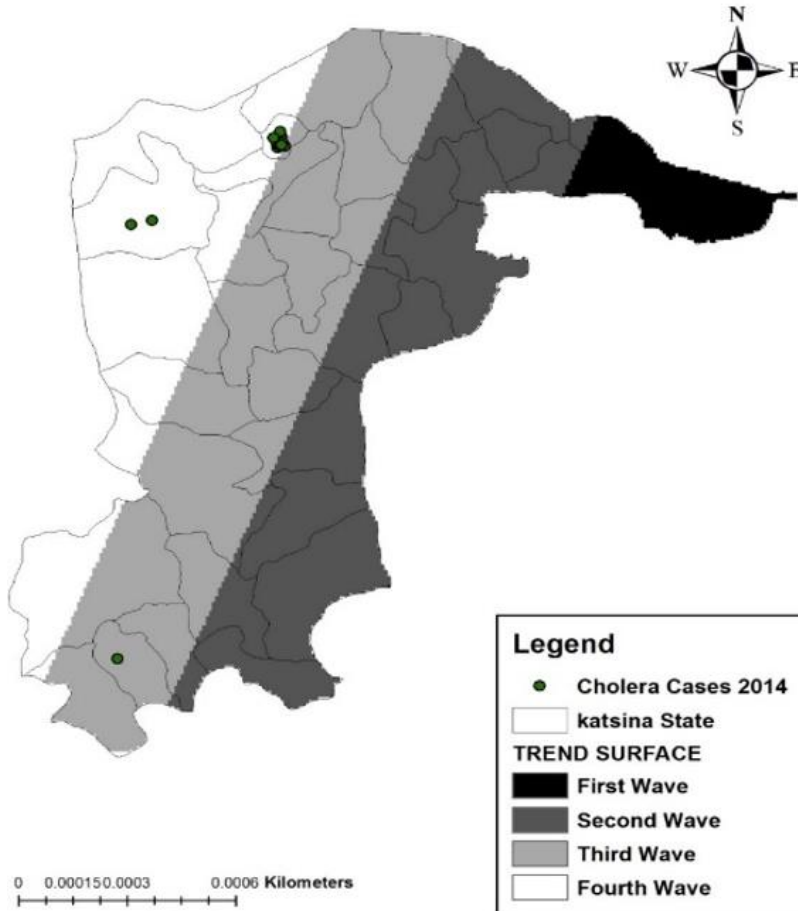 N
W E
S
Legend
Cholera Cases 2014
katsina State
TREND SURFACE
First Wave
Second Wave
Third Wave
Fourth Wave
0 0.000150.0003 0.0006 Kilometers